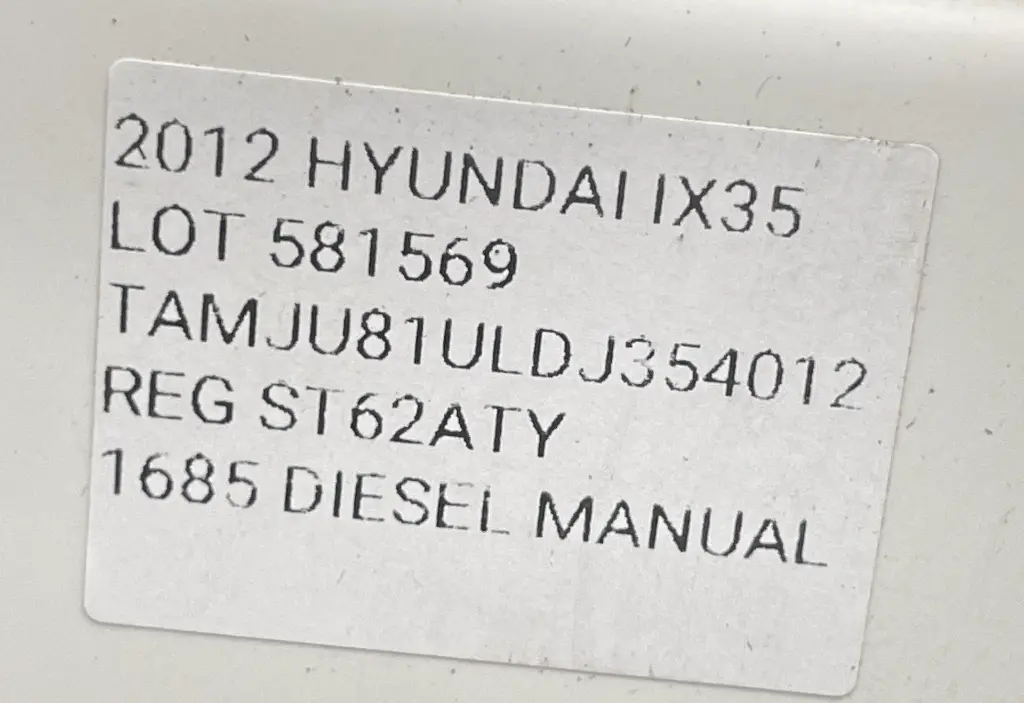 2012 HYUNDAI IX35
LOT 581569
TAMJU81ULDJ354012
REG ST62ATY
1685 DIESEL MANUAL